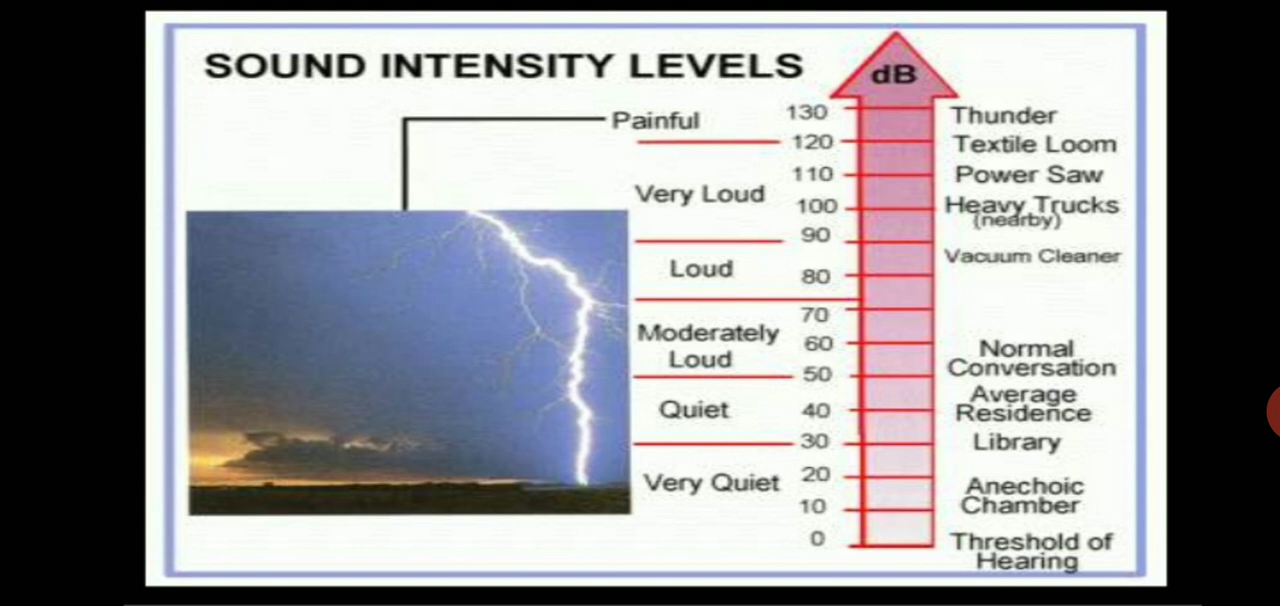 SOUND INTENSITY LEVELS
dB
Painful
130
Thunder
120
Textile Loom
110
Power Saw
Very Loud
100
Heavy Trucks
(nearby)
90
Vacuum Cleaner
Loud
80
70
Moderately
Loud
60
Normal
Conversation
50
Average
Residence
Quiet
40
30
Library
Very Quiet
20
Anechoic
Chamber
10
0
Threshold of
Hearing